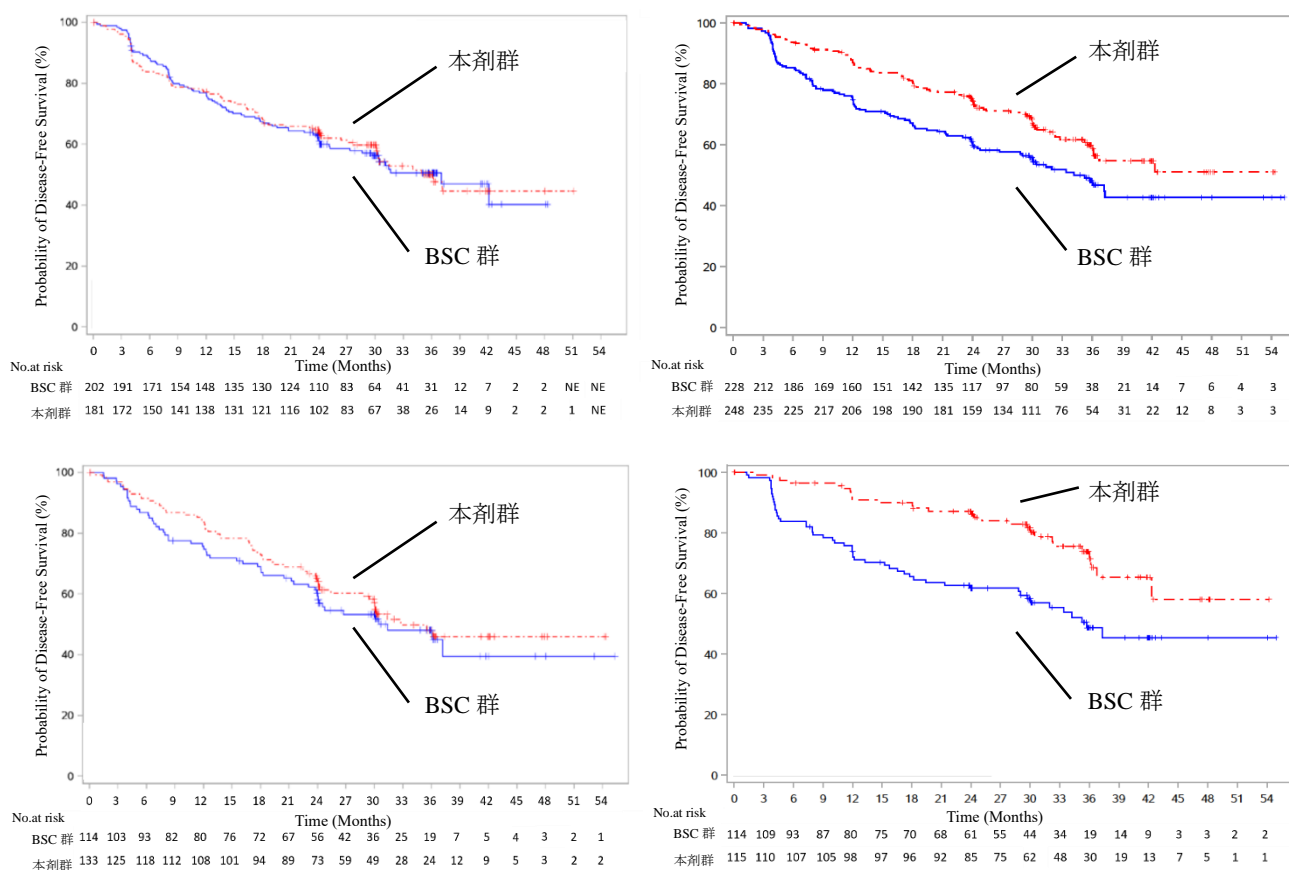 Probability of Disease-Free Survival (%)
100
80
60
40
20
0
本剤群
BSC 群
0 3 6 9 12 15 18 21 24 27 30 33 36 39 42 45 48 51 54
Time (Months)
No.at risk
BSC 群 202 191 171 154 148 135 130 124 110 83 64 41 31 12 7 2 2 NE NE
本剤群 181 172 150 141 138 131 121 116 102 83 67 38 26 14 9 2 2 1 NE
Probability of Disease-Free Survival (%)
100
80
60
40
20
0
本剤群
BSC 群
0 3 6 9 12 15 18 21 24 27 30 33 36 39 42 45 48 51 54
Time (Months)
No.at risk
BSC 群 228 212 186 169 160 151 142 135 117 97 80 59 38 21 14 7 6 4 3
本剤群 248 235 225 217 206 198 190 181 159 134 111 76 54 31 22 12 8 3 3
Probability of Disease-Free Survival (%)
100
80
60
40
20
0
本剤群
BSC 群
0 3 6 9 12 15 18 21 24 27 30 33 36 39 42 45 48 51 54
Time (Months)
No.at risk
BSC 群 114 103 93 82 80 76 72 67 56 42 36 25 19 7 5 4 3 2 1
本剤群 133 125 118 112 108 101 94 89 73 59 49 28 24 12 9 5 3 2 2
Probability of Disease-Free Survival (%)
100
80
60
40
20
0
本剤群
BSC 群
0 3 6 9 12 15 18 21 24 27 30 33 36 39 42 45 48 51 54
Time (Months)
No.at risk
BSC 群 114 109 93 87 80 75 70 68 61 55 44 34 19 14 9 3 3 2 2
本剤群 115 110 107 105 98 97 96 92 85 75 62 48 30 19 13 7 5 1 1